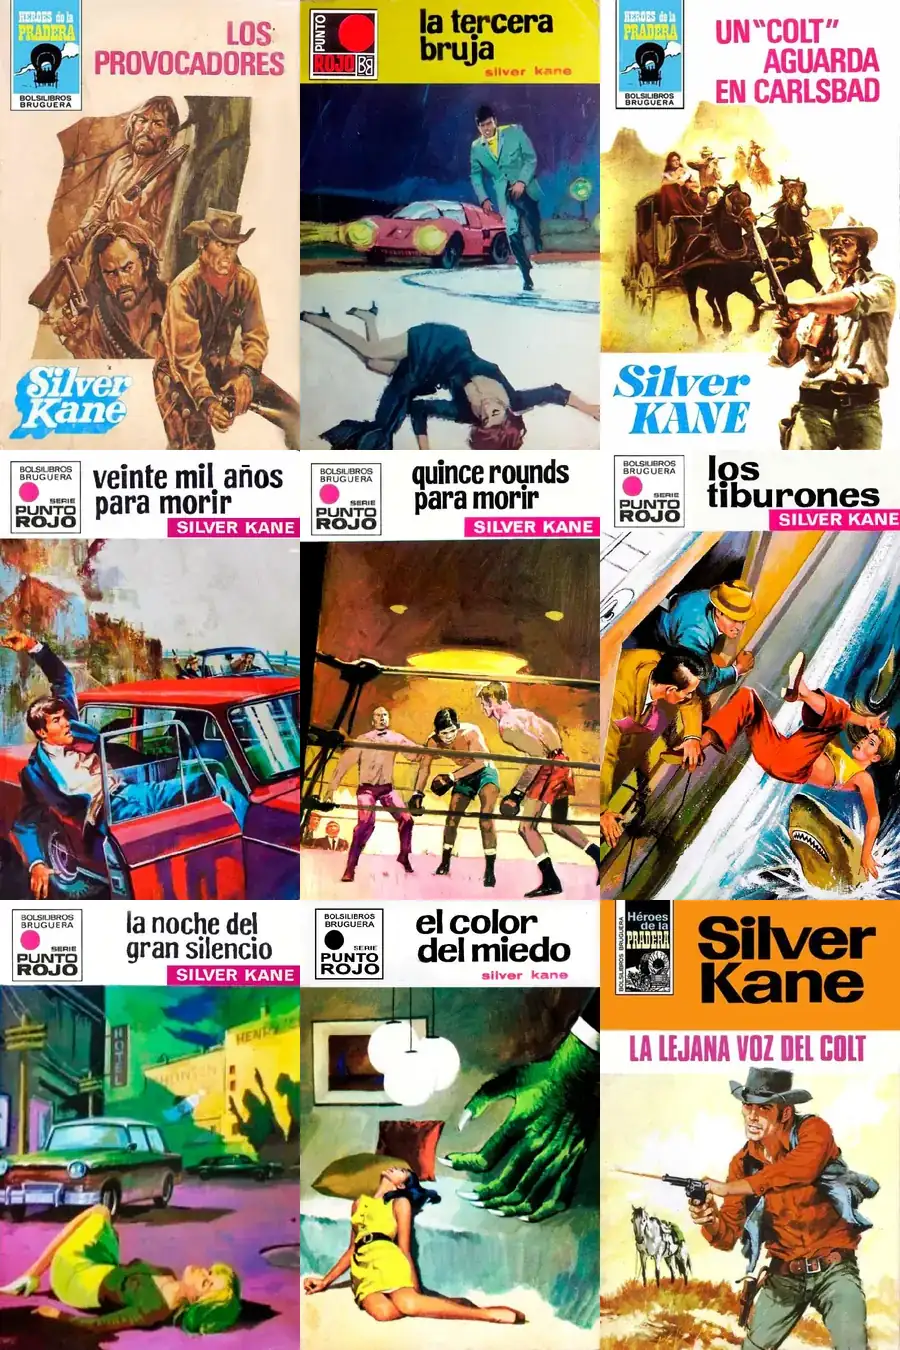 HEROES de la
PRADERA
BOLSILIBROS
BRUGUERA
LOS
PROVOCADORES
Silver
Kane
PUNTO
ROJO
la tercera
bruja
silver kane
HEROES de la
PRADERA
BOLSILIBROS
BRUGUERA
UN "COLT"
AGUARDA
EN CARLSBAD
Silver
KANE
BOLSILIBROS
BRUGUERA
SERIE
PUNTO
ROJO
veinte mil años
para morir
SILVER KANE
BOLSILIBROS
BRUGUERA
SERIE
PUNTO
ROJO
quince rounds
para morir
SILVER KANE
BOLSILIBROS
BRUGUERA
SERIE
PUNTO
ROJO
los
tiburones
SILVER KANE
BOLSILIBROS
BRUGUERA
SERIE
PUNTO
ROJO
la noche del
gran silencio
SILVER KANE
HOTEL
HENRY
BOLSILIBROS
BRUGUERA
SERIE
PUNTO
ROJO
el color
del miedo
silver kane
BOLSILIBROS BRUGUERA
Héroes
de la
PRADERA
Silver
Kane
LA LEJANA VOZ DEL COLT